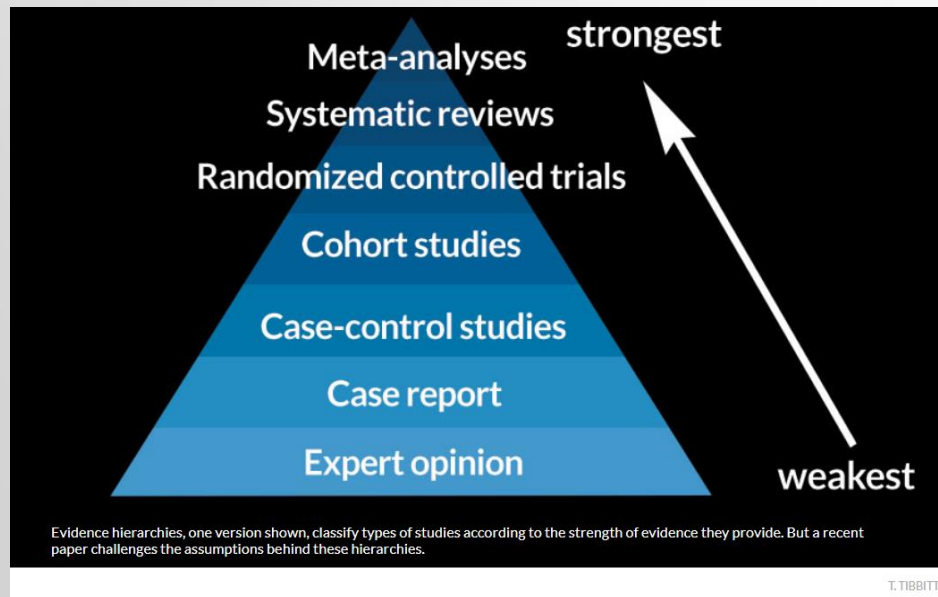 strongest
Meta-analyses
Systematic reviews
Randomized controlled trials
Cohort studies
Case-control studies
Case report
Expert opinion
weakest
Evidence hierarchies, one version shown, classify types of studies according to the strength of evidence they provide. But a recent
paper challenges the assumptions behind these hierarchies.
T. TIBBITT